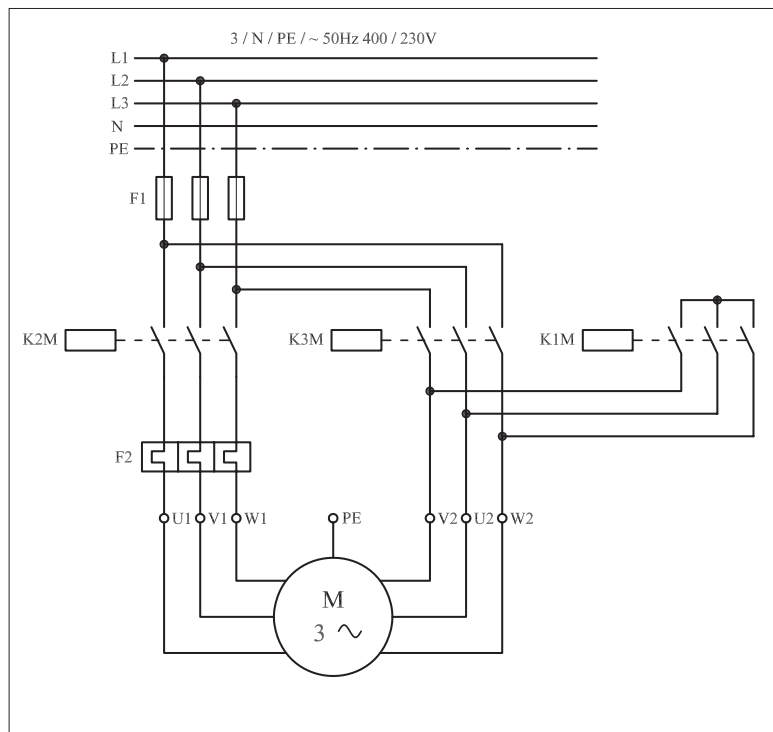 3 / N / PE / ~ 50Hz 400 / 230V
L1
L2
L3
N
PE
F1
K2M
K3M
K1M
F2
U1 V1 W1 PE V2 U2 W2
M
3 ~